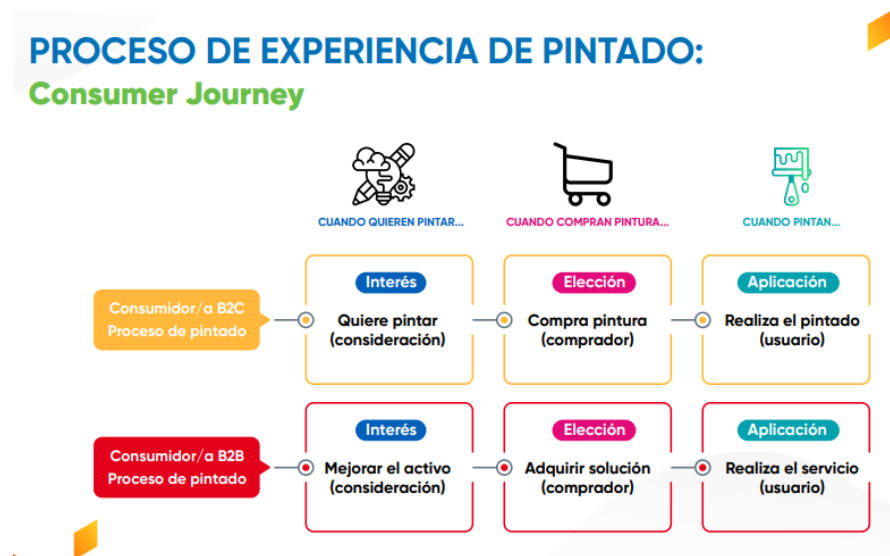 PROCESO DE EXPERIENCIA DE PINTADO:
Consumer Journey
CUANDO QUIEREN PINTAR...
CUANDO COMPRAN PINTURA...
CUANDO PINTAN...
Consumidor/a B2C
Proceso de pintado
Interés
Quiere pintar
(consideración)
Elección
Compra pintura
(comprador)
Aplicación
Realiza el pintado
(usuario)
Consumidor/a B2B
Proceso de pintado
Interés
Mejorar el activo
(consideración)
Elección
Adquirir solución
(comprador)
Aplicación
Realiza el servicio
(usuario)